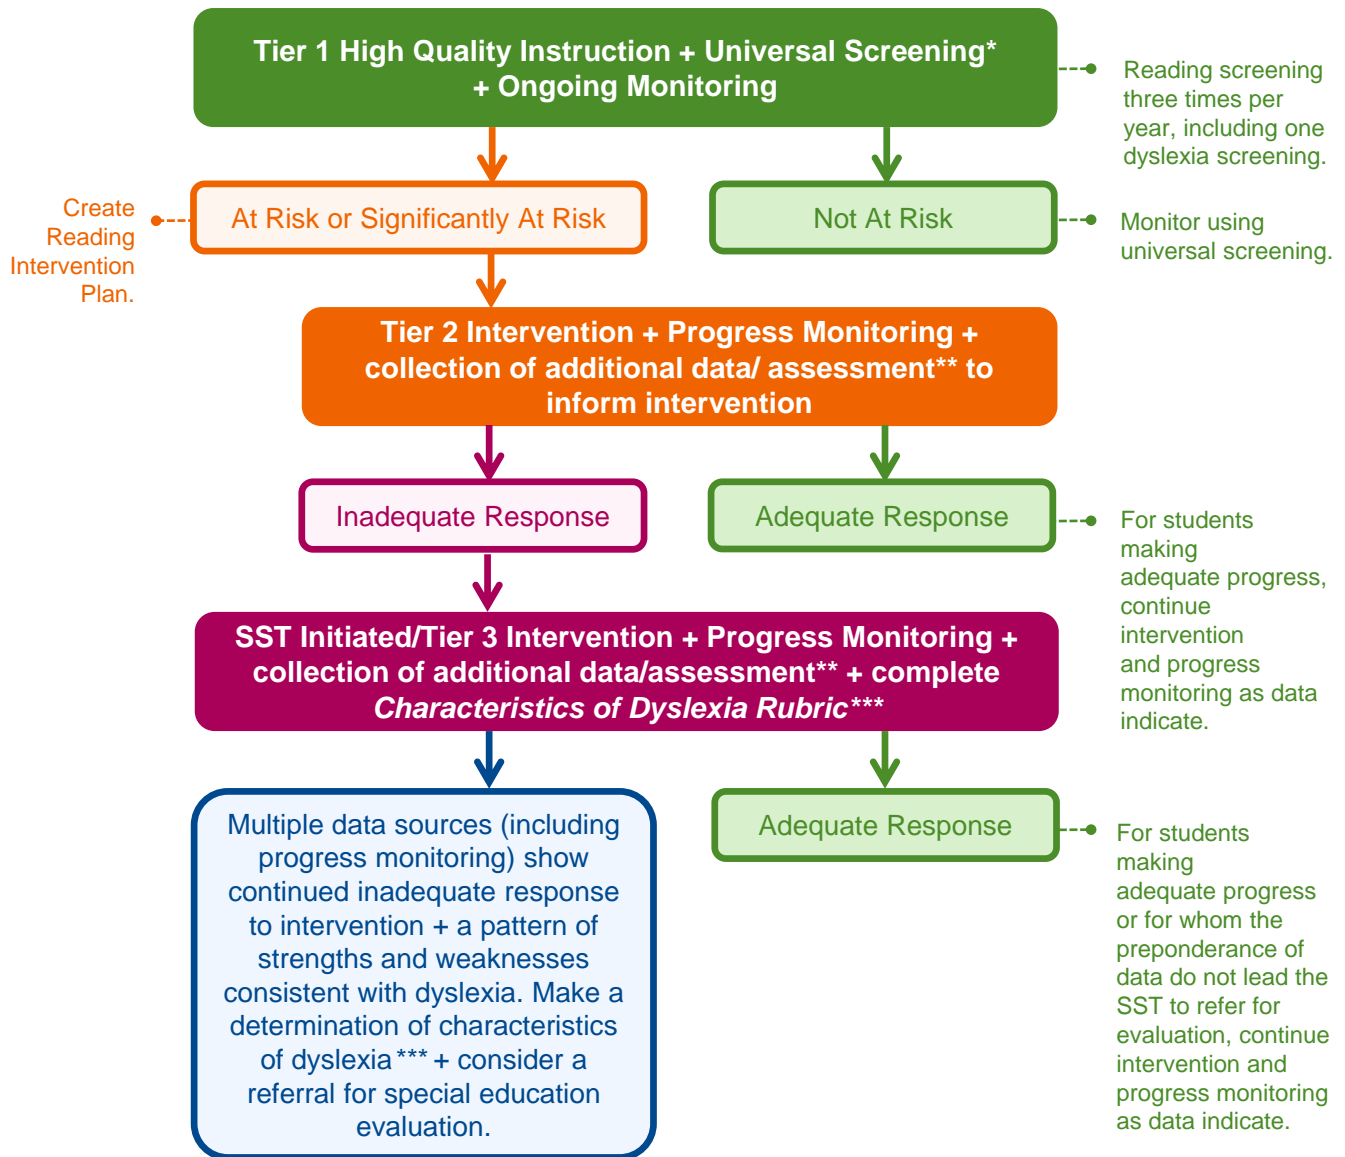 Tier 1 High Quality Instruction + Universal Screening*
+ Ongoing Monitoring
Reading screening
three times per
year, including one
dyslexia screening.
Create
Reading
Intervention
Plan.
At Risk or Significantly At Risk
Not At Risk
Monitor using
universal screening.
Tier 2 Intervention + Progress Monitoring +
collection of additional data/ assessment** to
inform intervention
Inadequate Response
Adequate Response
For students
making
adequate progress,
continue
intervention
and progress
monitoring as data
indicate.
SST Initiated/Tier 3 Intervention + Progress Monitoring +
collection of additional data/assessment** + complete
Characteristics of Dyslexia Rubric***
Multiple data sources (including
progress monitoring) show
continued inadequate response
to intervention + a pattern of
strengths and weaknesses
consistent with dyslexia. Make a
determination of characteristics
of dyslexia *** + consider a
referral for special education
evaluation.
Adequate Response
For students
making
adequate progress
or for whom the
preponderance of
data do not lead the
SST to refer for
evaluation, continue
intervention and
progress monitoring
as data indicate.